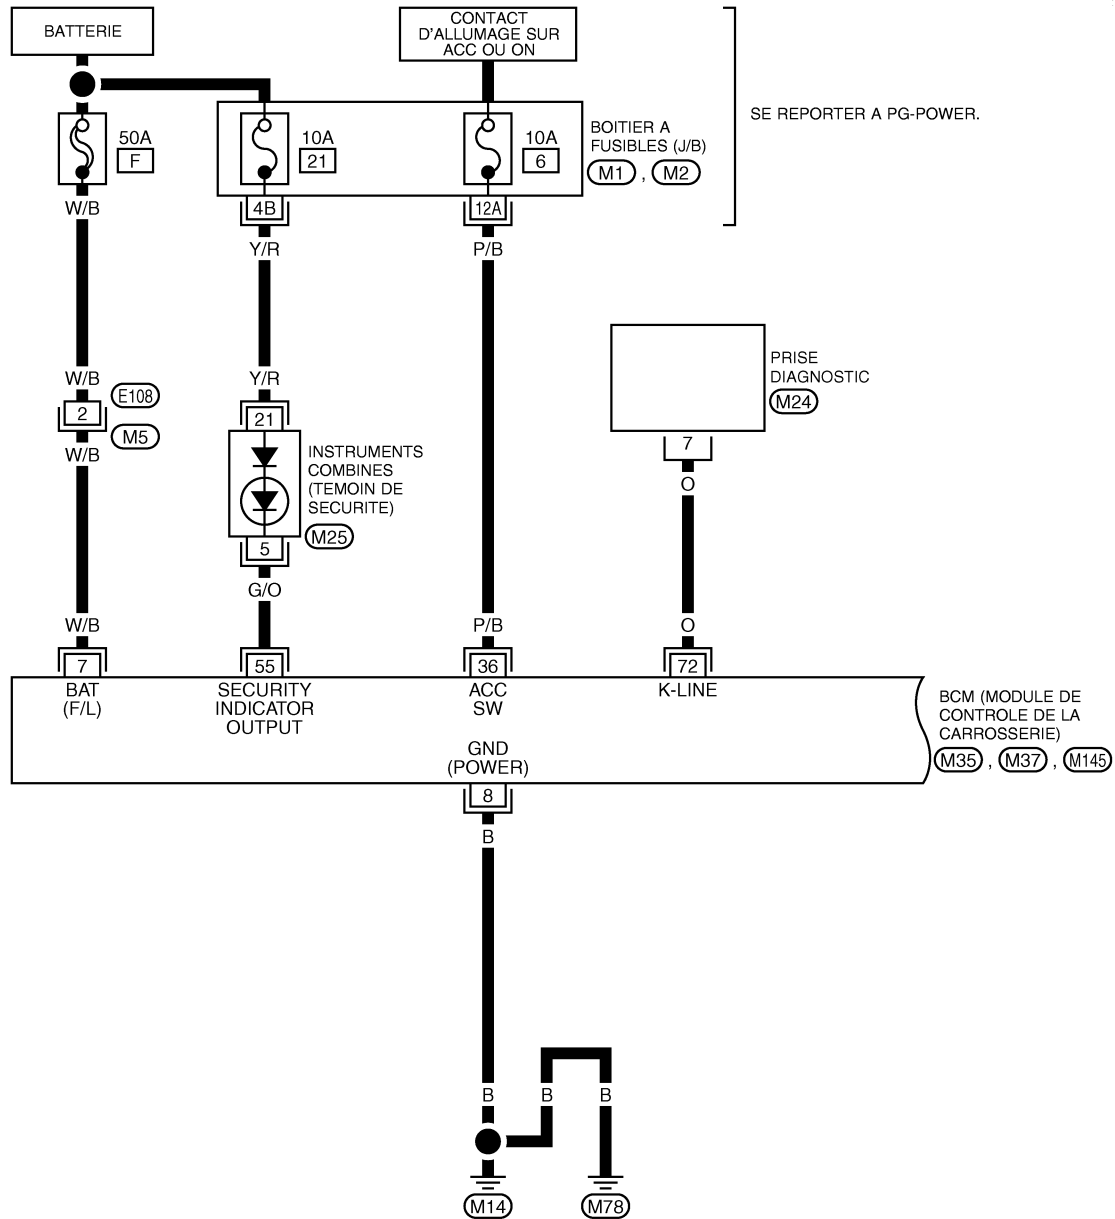 BATTERIE
CONTACT
D'ALLUMAGE SUR
ACC OU ON
SE REPORTER A PG-POWER.
50A
F
10A
21
10A
6
BOITIER A
FUSIBLES (J/B)
M1 , M2
W/B
4B
12A
Y/R
P/B
W/B
Y/R
2
E108
M5
W/B
21
INSTRUMENTS
COMBINES
(TEMOIN DE
SECURITE)
M25
5
G/O
PRISE
DIAGNOSTIC
M24
7
O
W/B
P/B
O
7
55
36
72
BAT
(F/L)
SECURITY
INDICATOR
OUTPUT
ACC
SW
K-LINE
BCM (MODULE DE
CONTROLE DE LA
CARROSSERIE)
M35 , M37 , M145
GND
(POWER)
8
B
B
B
B
M14
M78